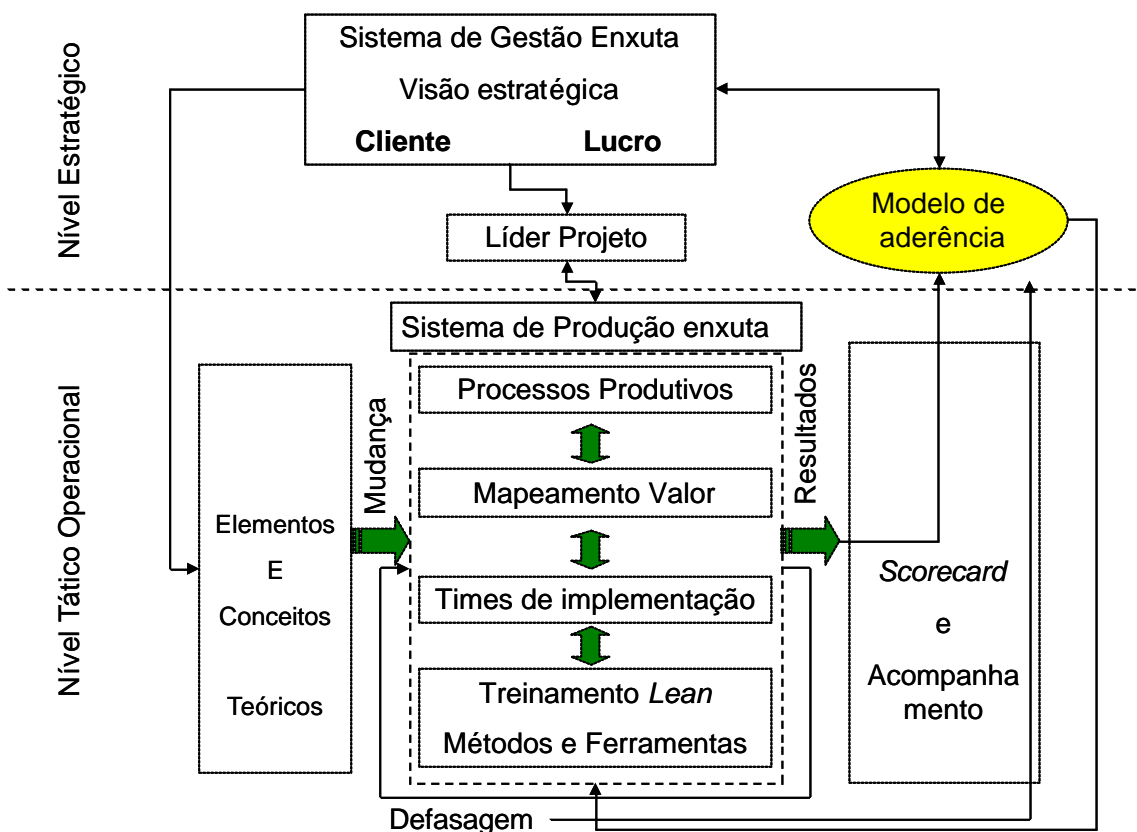 Nível Estratégico
Sistema de Gestão Enxuta
Visão estratégica
Cliente Lucro
Modelo de
aderência
Líder Projeto
Nível Tático Operacional
Sistema de Produção enxuta
Elementos
E
Conceitos
Teóricos
Mudança
Processos Produtivos
Mapeamento Valor
Times de implementação
Treinamento Lean
Métodos e Ferramentas
Resultados
Scorecard
e
Acompanha
mento
Defasagem